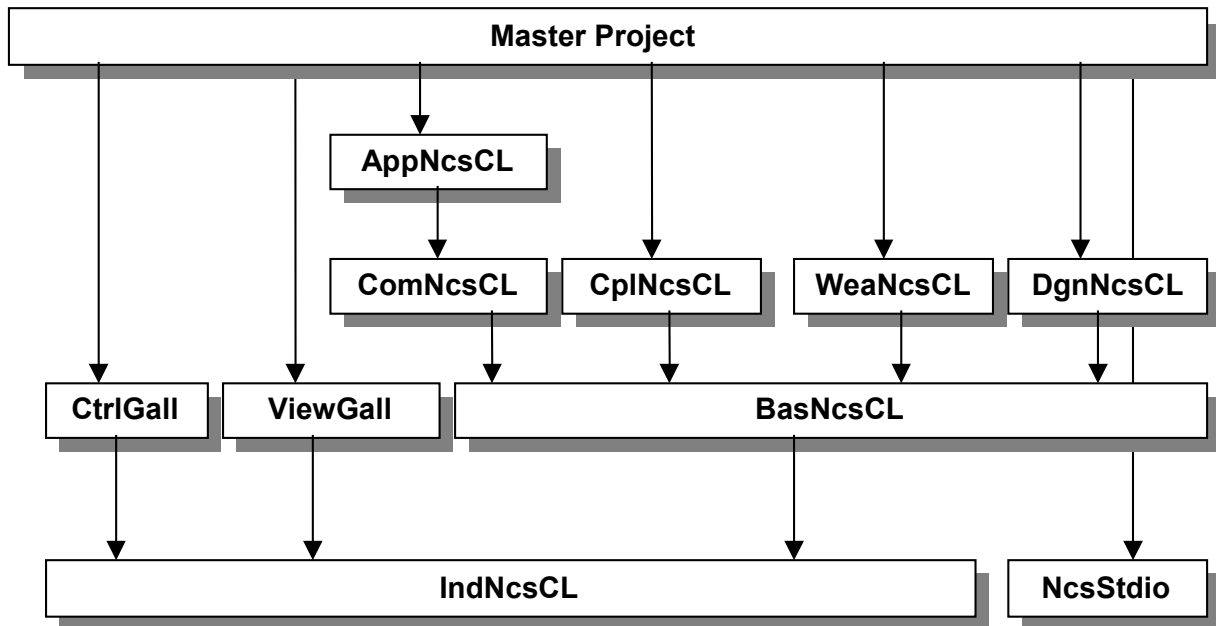 Master Project
AppNcsCL
ComNcsCL
CplNcsCL
WeaNcsCL
DgnNcsCL
CtrlGall
ViewGall
BasNcsCL
IndNcsCL
NcsStdio